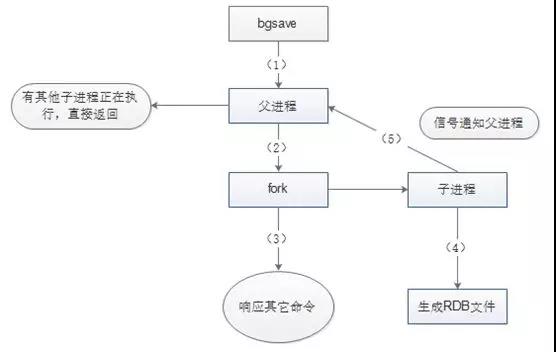 bgsave
(1)
有其他子进程正在执
行，直接返回
父进程
信号通知父进程
(5)
(2)
fork
子进程
(3)
(4)
响应其它命令
生成RDB文件